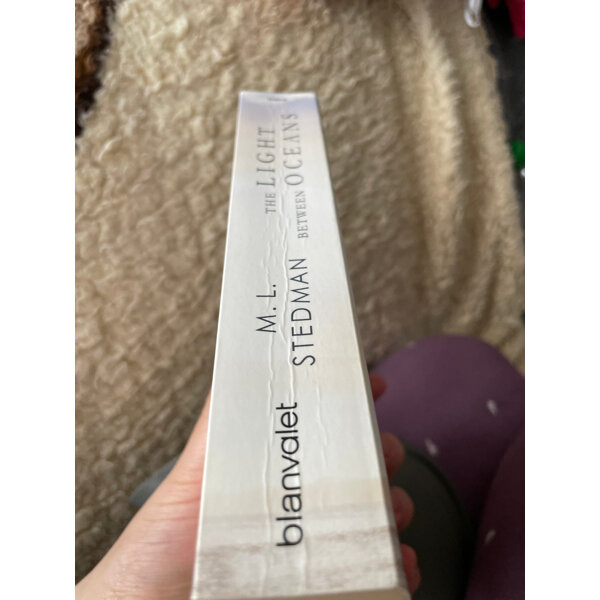 THE LIGHT
BETWEEN OCEANS
M. L.
STEDMAN
blanvalet